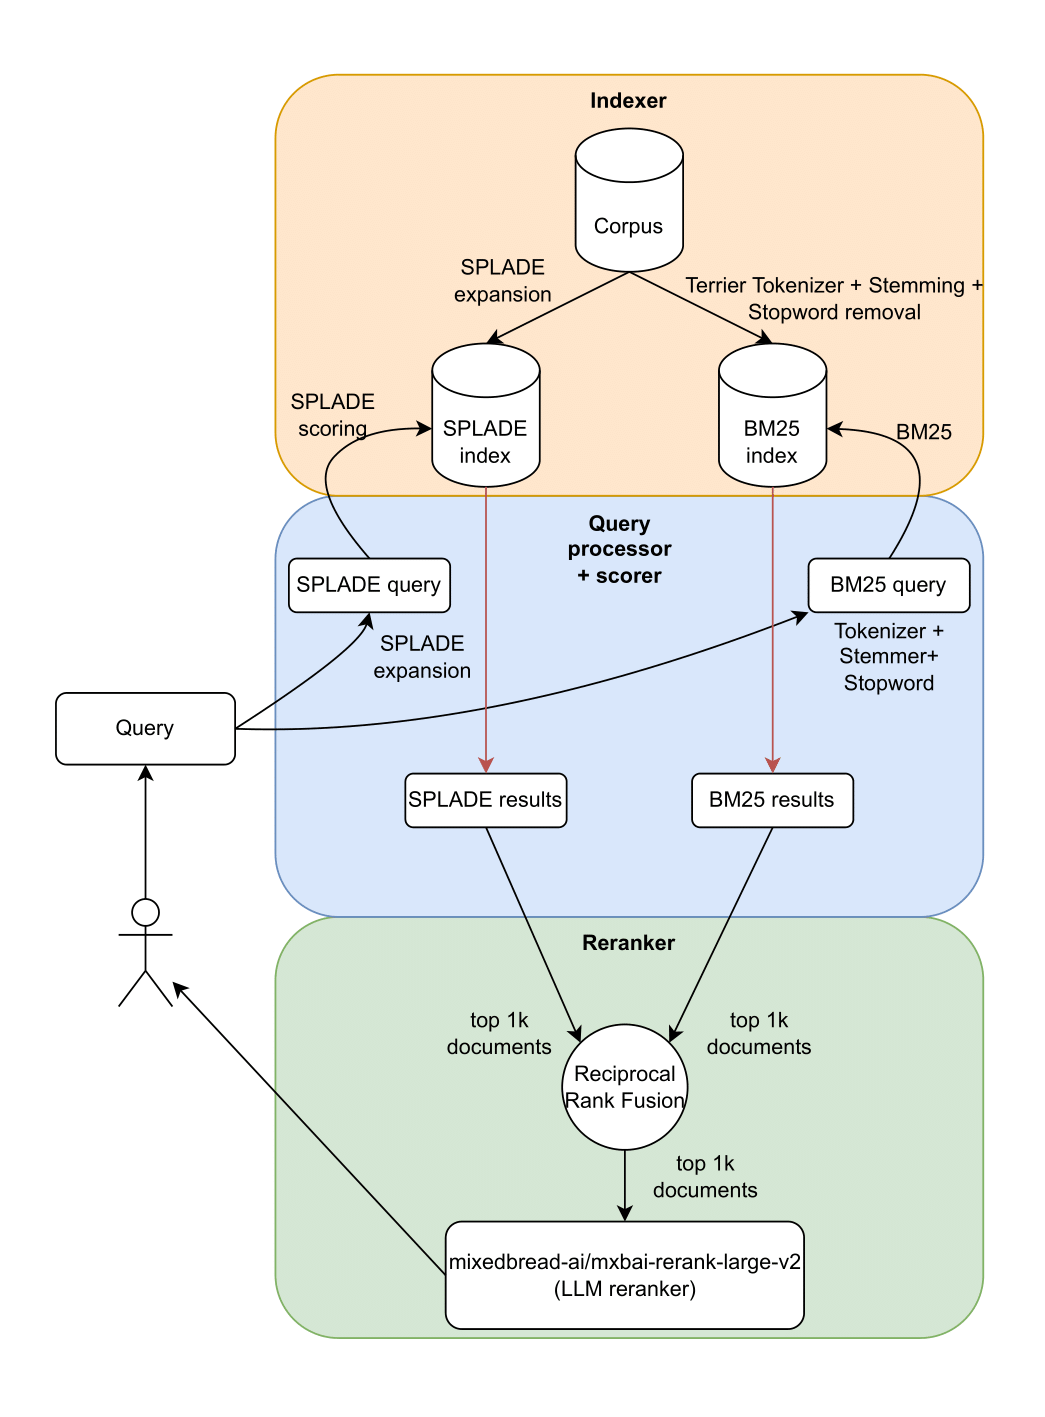 Indexer
Corpus
SPLADE
expansion
Terrier Tokenizer + Stemming +
Stopword removal
SPLADE
scoring
SPLADE
index
BM25
index
BM25
Query
processor
+ scorer
SPLADE query
BM25 query
SPLADE
expansion
Tokenizer +
Stemmer+
Stopword
Query
SPLADE results
BM25 results
Reranker
top 1k
documents
top 1k
documents
Reciprocal
Rank Fusion
top 1k
documents
mixedbread-ai/mxbai-rerank-large-v2
(LLM reranker)